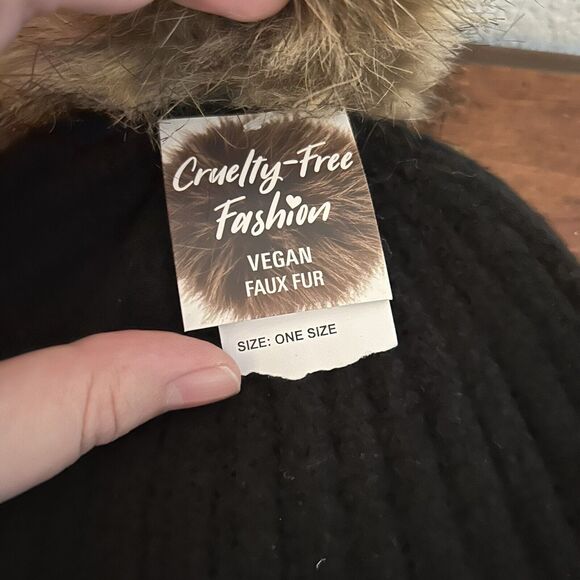 Cruelty-Free
Fashion
VEGAN
FAUX FUR
SIZE: ONE SIZE